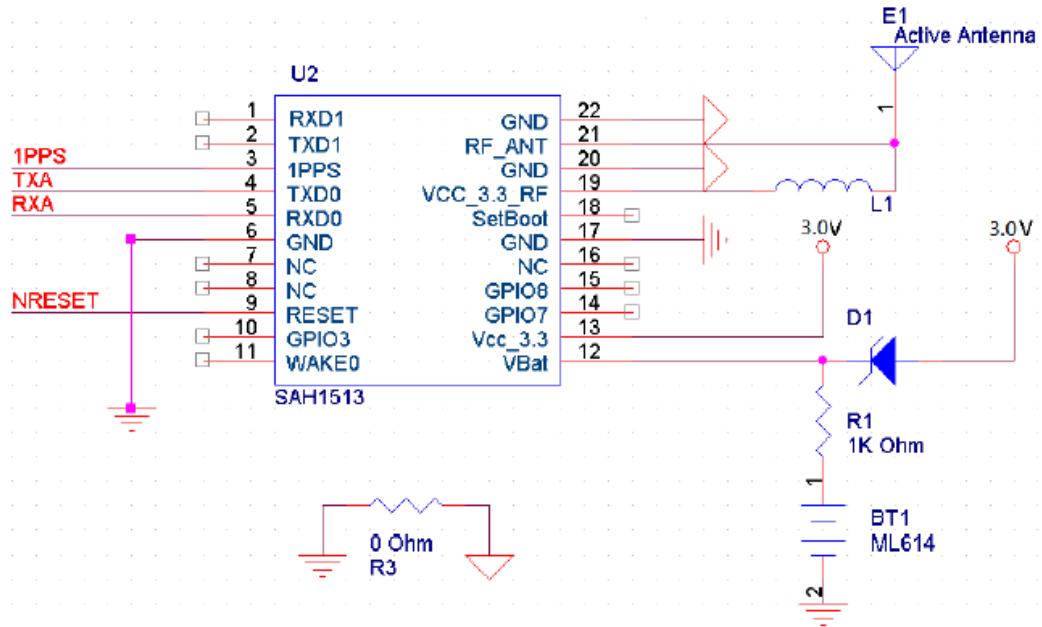 E1
Active Antenna
1
U2
1 RXD1
2 TXD1
1PPS 3 1PPS
TXA 4 TXD0
RXA 5 RXD0
6 GND
7 NC
8 NC
NRESET 9 RESET
10 GPIO3
11 WAKE0
GND 22
RF_ANT 21
GND 20
VCC_3.3_RF 19
SetBoot 18
GND 17
NC 16
GPIO8 15
GPIO7 14
Vcc_3.3 13
VBat 12
SAH1513
L1
3.0V
3.0V
D1
R1
1K Ohm
1
BT1
ML614
2
0 Ohm
R3